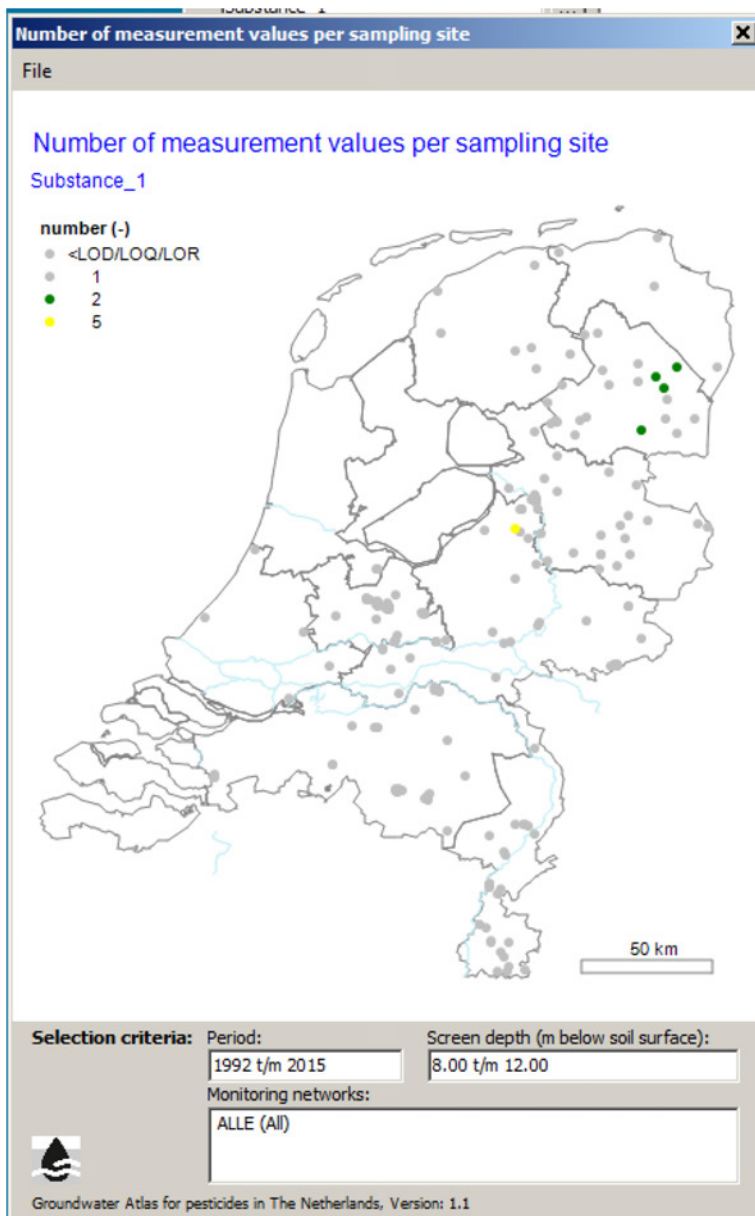 Number of measurement values per sampling site
File
Number of measurement values per sampling site
Substance_1
number (-)
<LOD/LOQ/LOR
1
2
5
50 km
Selection criteria: Period: Screen depth (m below soil surface):
1992 t/m 2015 8.00 t/m 12.00
Monitoring networks:
ALLE (All)
Groundwater Atlas for pesticides in The Netherlands, Version: 1.1